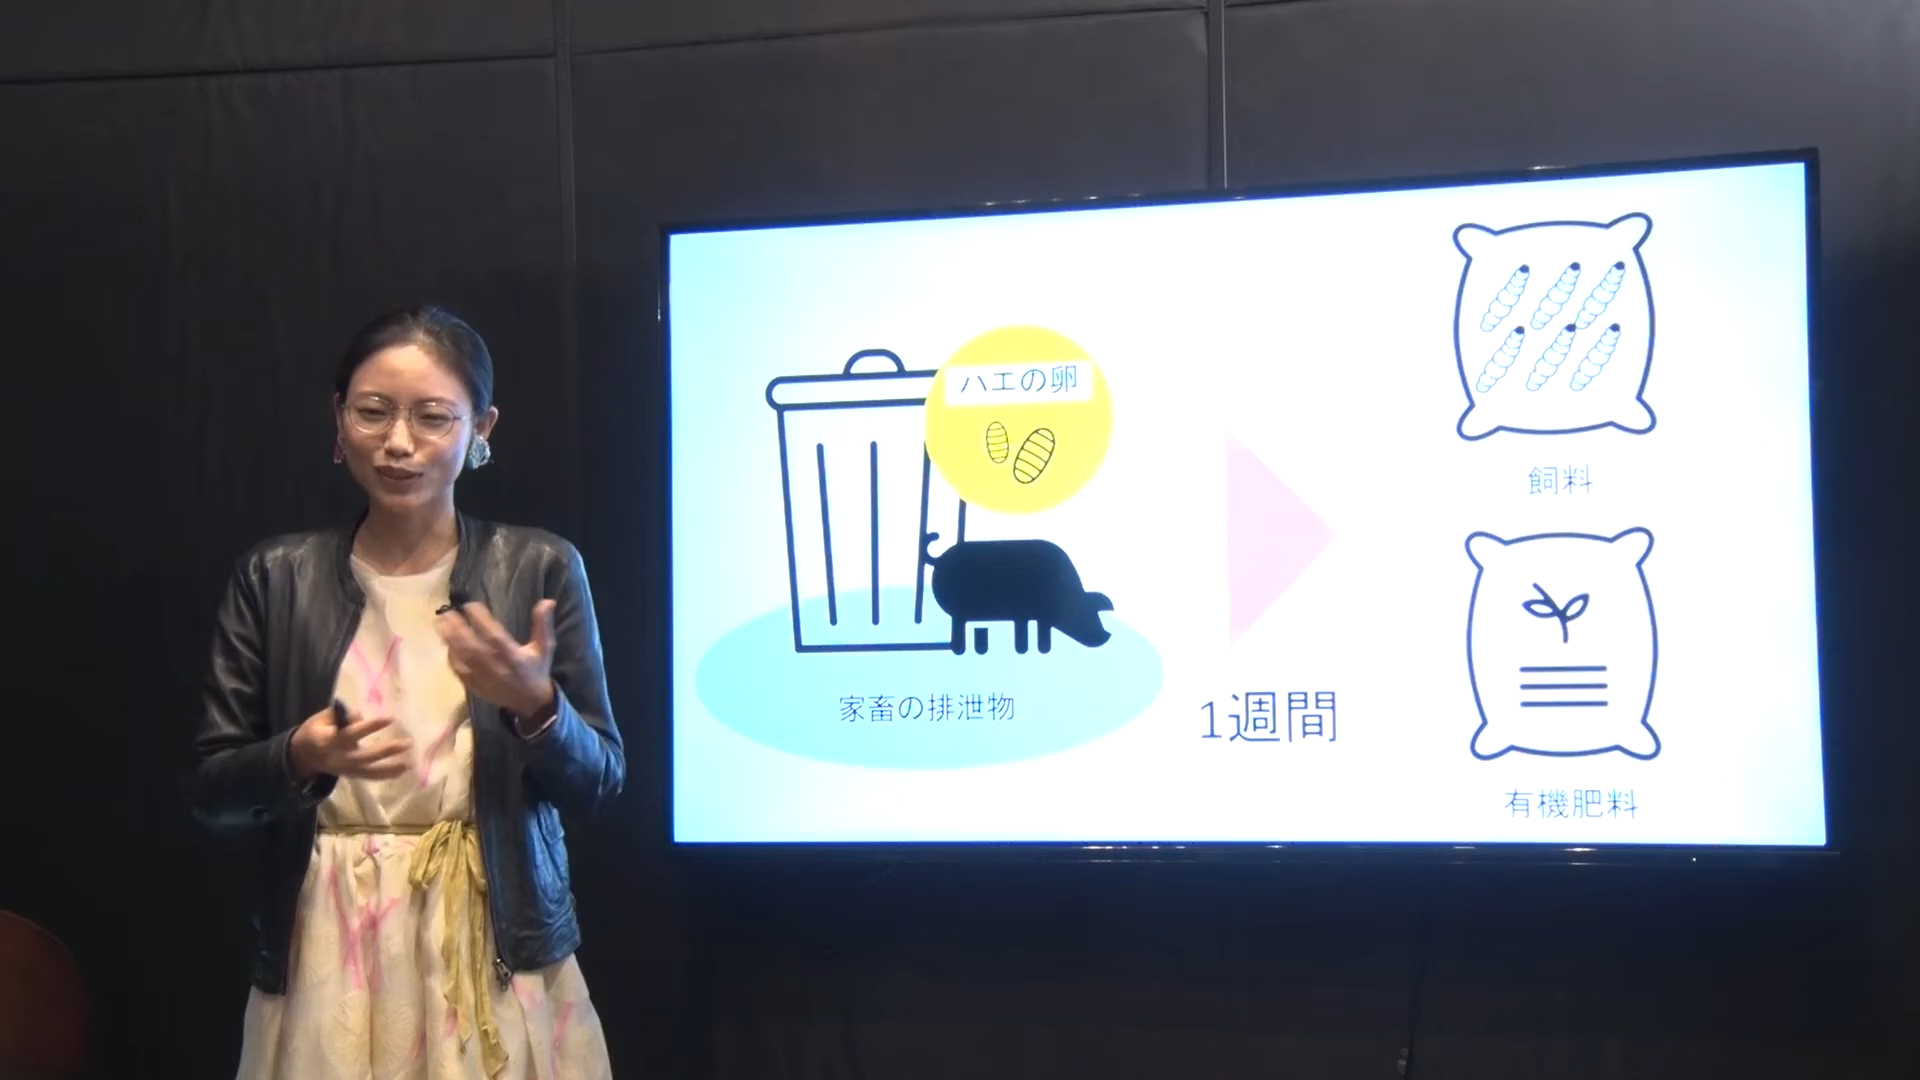 ハエの卵
家畜の排泄物
1週間
飼料
有機肥料